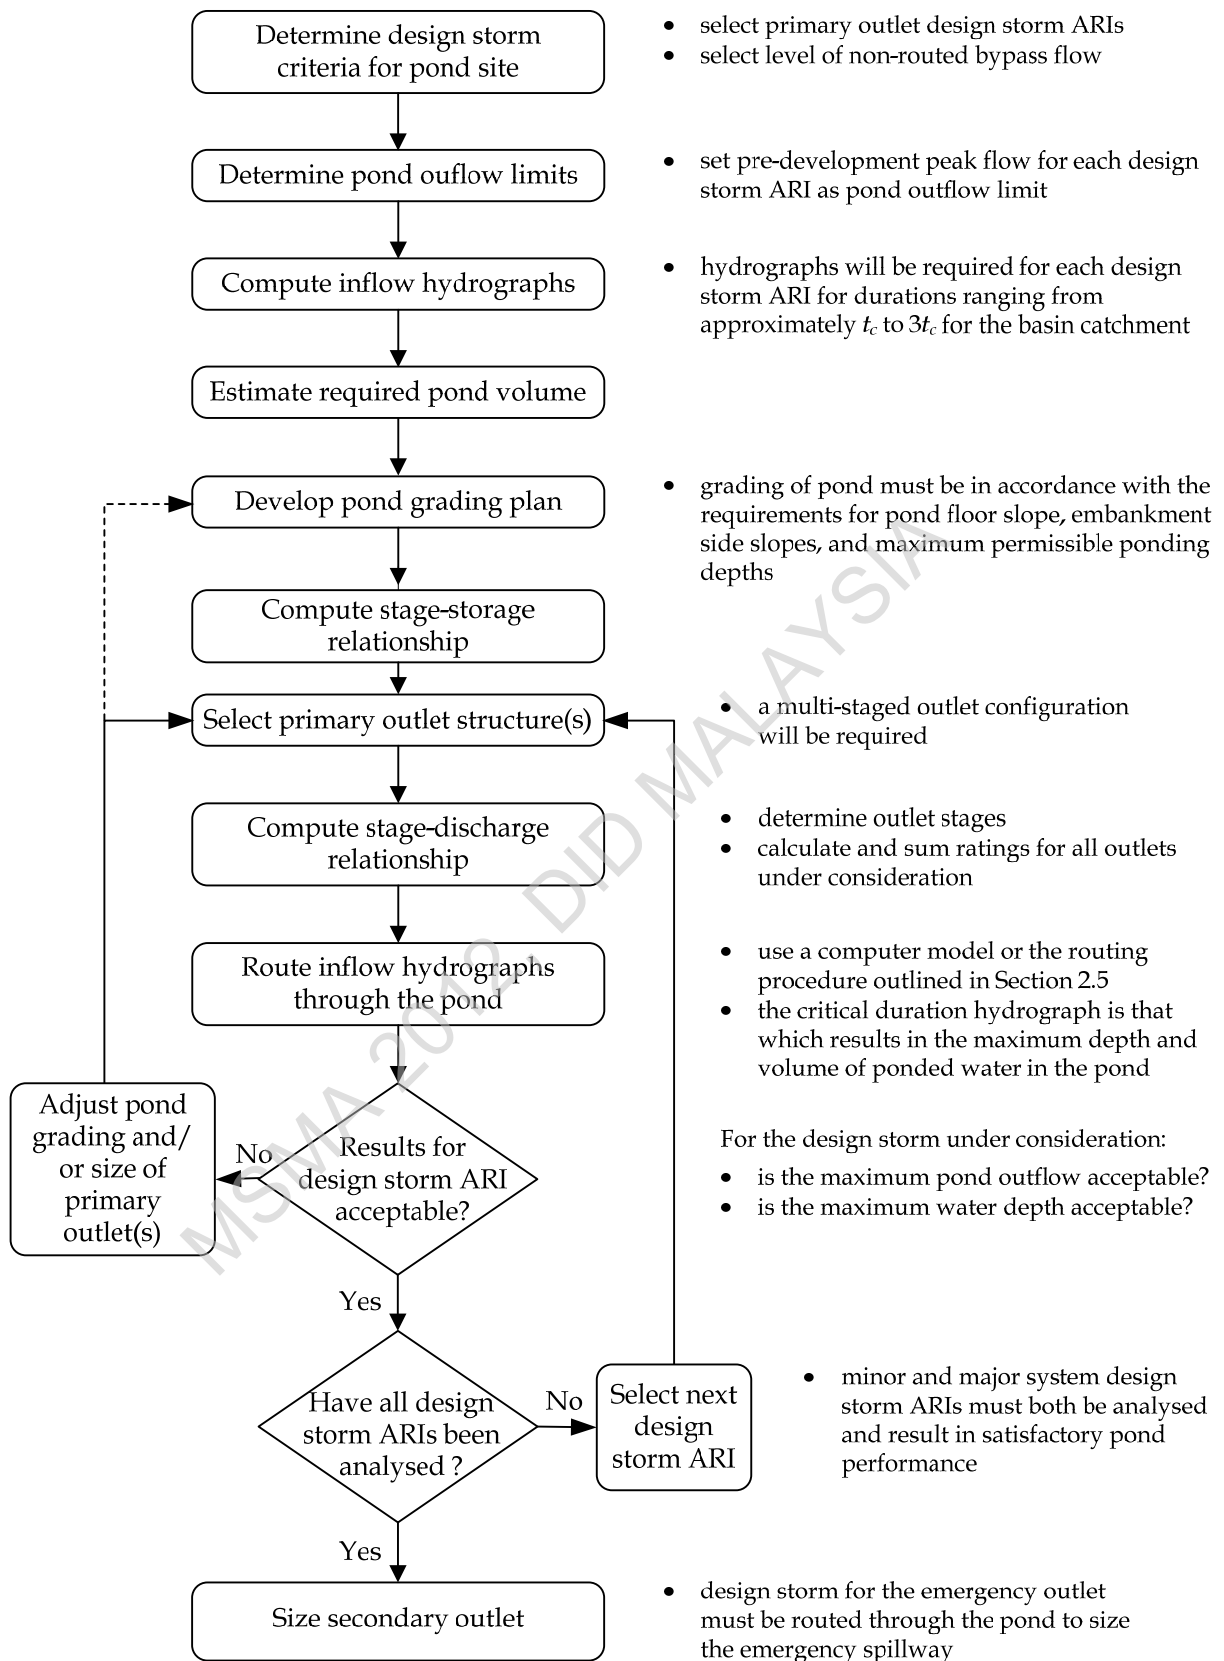 Determine design storm
criteria for pond site
• select primary outlet design storm ARIs
• select level of non-routed bypass flow
Determine pond ouflow limits
• set pre-development peak flow for each design
storm ARI as pond outflow limit
Compute inflow hydrographs
• hydrographs will be required for each design
storm ARI for durations ranging from
approximately tc to 3tc for the basin catchment
Estimate required pond volume
Develop pond grading plan
• grading of pond must be in accordance with the
requirements for pond floor slope, embankment
side slopes, and maximum permissible ponding
depths
Compute stage-storage
relationship
Select primary outlet structure(s)
• a multi-staged outlet configuration
will be required
Compute stage-discharge
relationship
• determine outlet stages
• calculate and sum ratings for all outlets
under consideration
Route inflow hydrographs
through the pond
• use a computer model or the routing
procedure outlined in Section 2.5
• the critical duration hydrograph is that
which results in the maximum depth and
volume of ponded water in the pond
Adjust pond
grading and/
or size of
primary
outlet(s)
No
Results for
design storm ARI
acceptable?
For the design storm under consideration:
• is the maximum pond outflow acceptable?
• is the maximum water depth acceptable?
Yes
Have all design
storm ARIs been
analysed ?
No
Select next
design
storm ARI
• minor and major system design
storm ARIs must both be analysed
and result in satisfactory pond
performance
Yes
Size secondary outlet
• design storm for the emergency outlet
must be routed through the pond to size
the emergency spillway
MSMA 2012, DID MALAYSIA